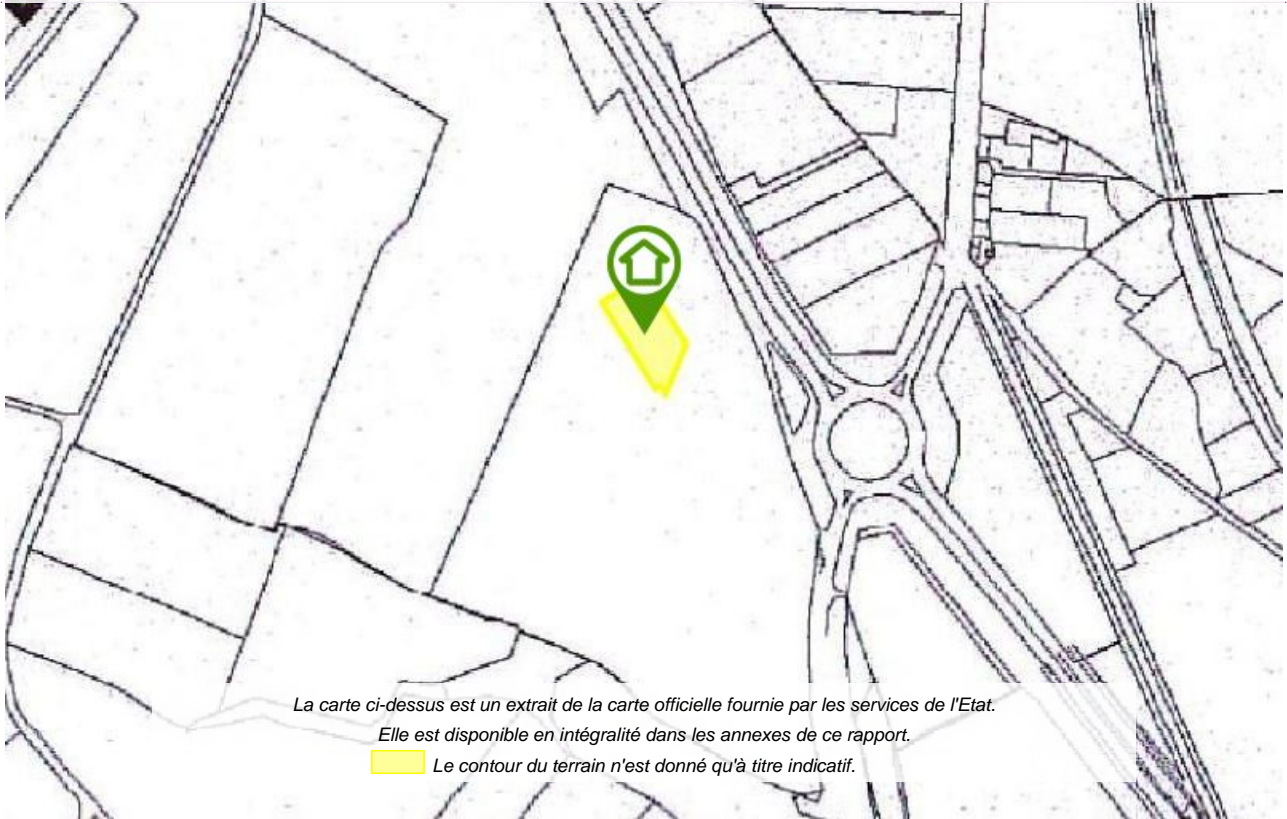 La carte ci-dessus est un extrait de la carte officielle fournie par les services de l'Etat.
Elle est disponible en intégralité dans les annexes de ce rapport.
Le contour du terrain n'est donné qu'à titre indicatif.